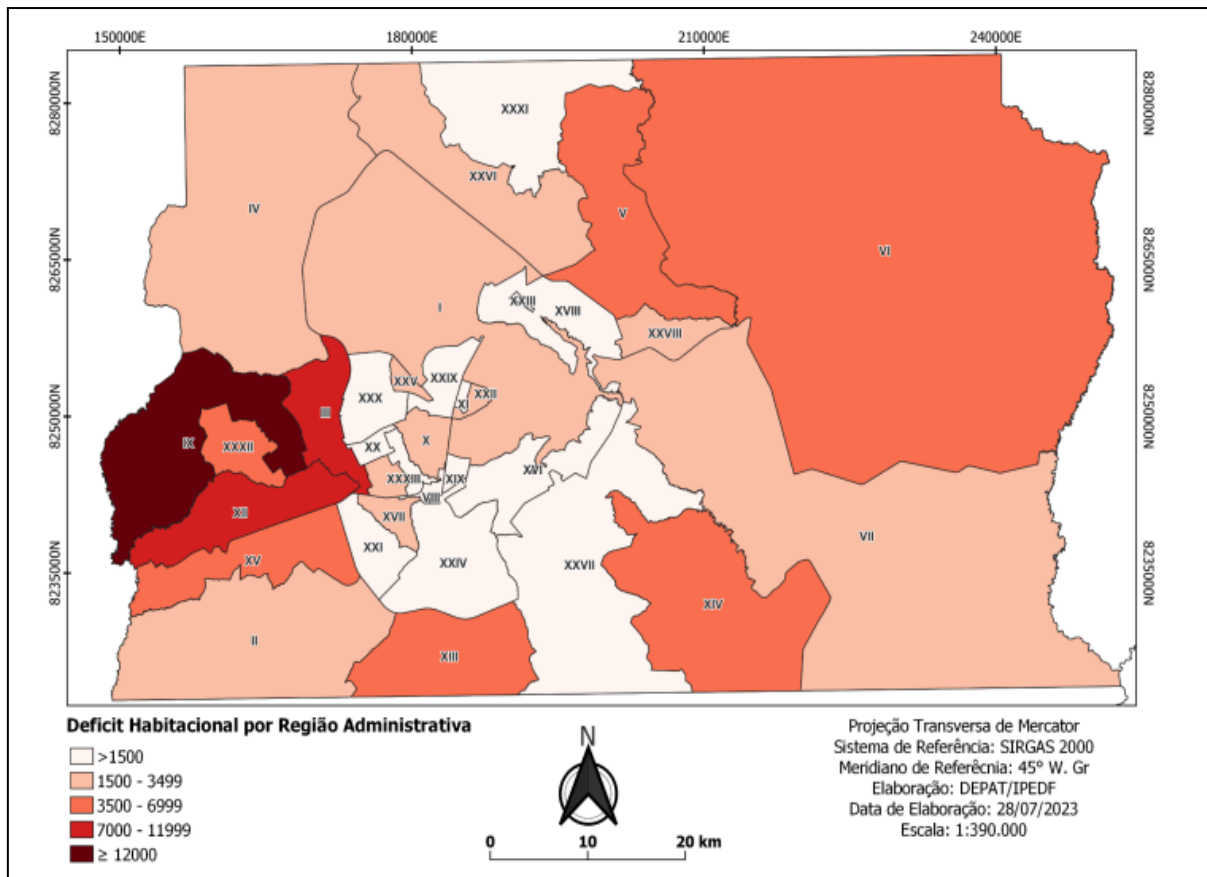 150000E 180000E 210000E 240000E
8280000N 8280000N
XXXI
XXVI
IV
V
VI
8265000N 8265000N
XXIII
XVIII
I
XXVIII
XXIX
XXV
XXII
XXX
XI
III
8250000N 8250000N
IX
XXXII
X
XX
XVI
XXXIII
XIX
VIII
XII
XVII
VII
XXI
XV
XXIV
XXVII
8235000N 8235000N
XIV
II
XIII
Deficit Habitacional por Região Administrativa
>1500
1500 - 3499
3500 - 6999
7000 - 11999
≥ 12000
N
0 10 20 km
Projeção Transversa de Mercator
Sistema de Referência: SIRGAS 2000
Meridiano de Referêcnia: 45° W. Gr
Elaboração: DEPAT/IPEDF
Data de Elaboração: 28/07/2023
Escala: 1:390.000